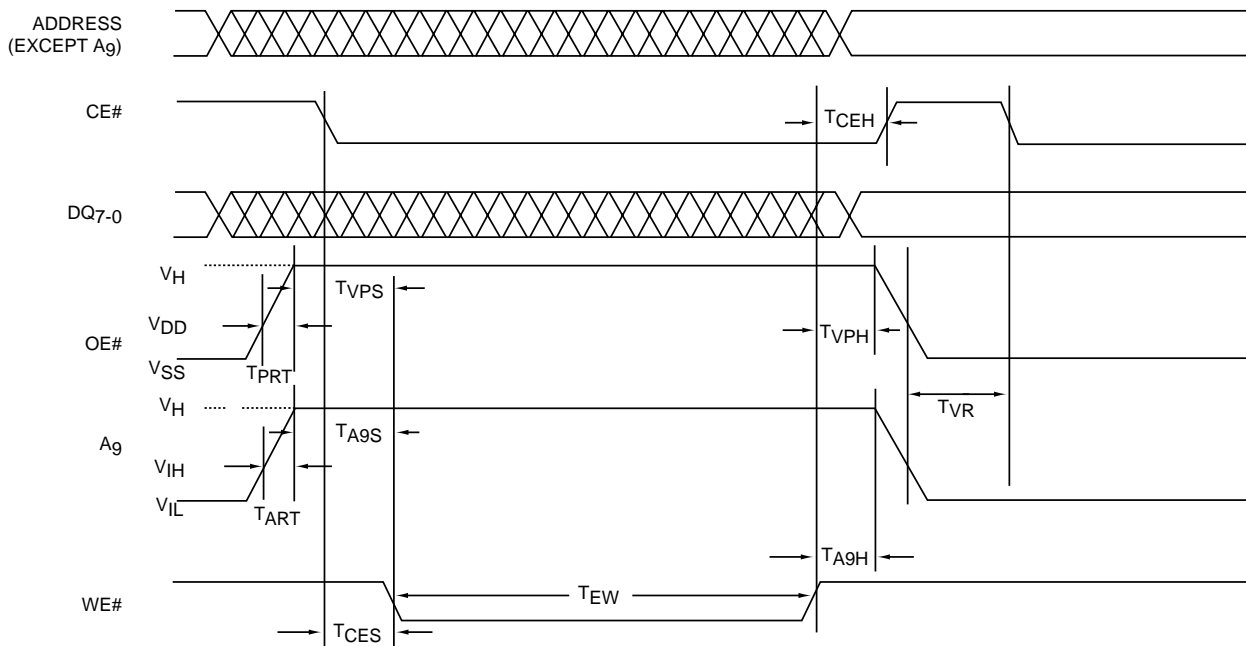 ADDRESS
(EXCEPT A9)
CE#
TCEH
DQ7-0
VH
TVPS
VDD
TVPH
OE#
VSS
TPRT
VH
TVR
A9
TA9S
VIH
VIL
TART
TA9H
WE#
TEW
TCES